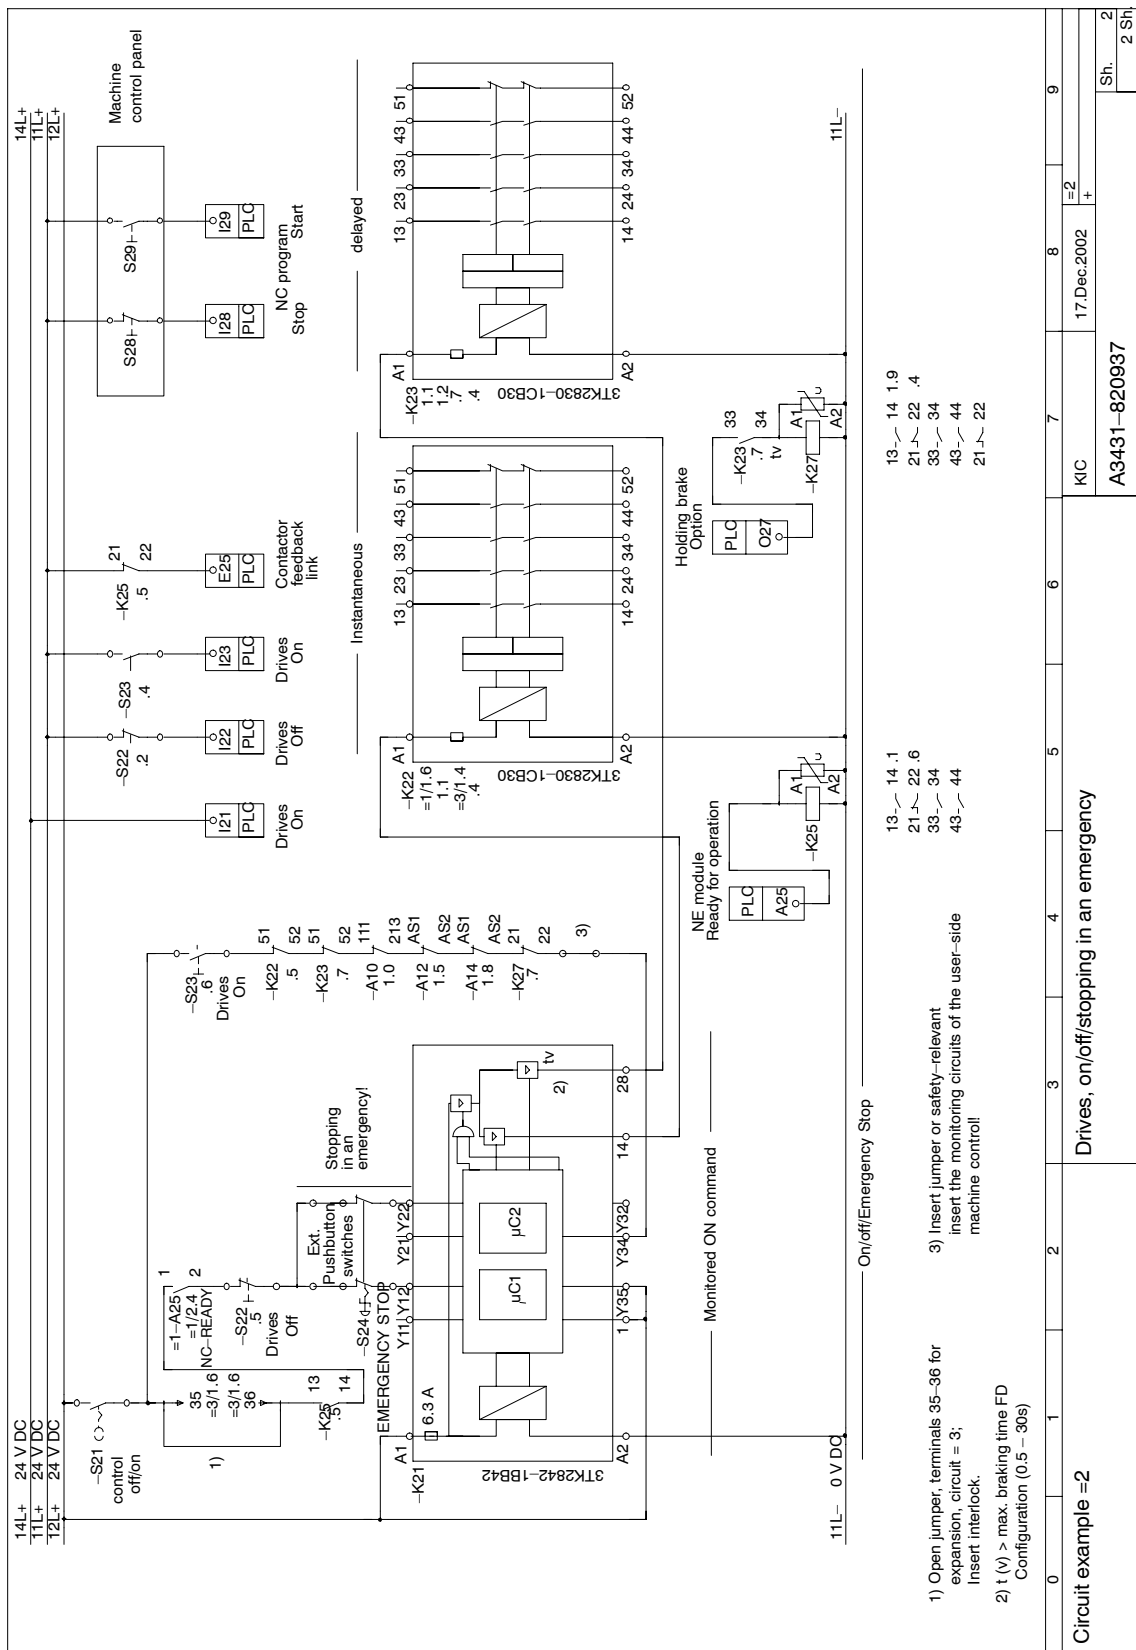 14L+ 24 V DC
11L+ 24 V DC
12L+ 24 V DC
14L+
11L+
12L+
–S21
control
off/on
1)
35
=3/1.6
=3/1.6
36
13
–K25
.5
14
=1–A25
=1/2.4
NC–READY
1
2
–S22
.5
Drives
Off
Ext.
Pushbutton
switches
–S24
EMERGENCY STOP
Stopping
in an
emergency!
–S23
.6
Drives
On
–K22
.5
51
52
–K23
.7
51
52
–A10
1.0
111
213
–A12
1.5
AS1
AS2
–A14
1.8
AS1
AS2
–K27
.7
21
22
3)
I21
PLC
Drives
On
–S22
.2
I22
PLC
Drives
Off
–S23
.4
I23
PLC
Drives
On
–K25
.5
21
22
E25
PLC
Contactor
feedback
link
S28
I28
PLC
Stop
NC program
S29
I29
PLC
Start
Machine
control panel
–K21
A1
6.3 A
Y11
Y12
Y21
Y22
µC1
µC2
tv
2)
3TK2842–1BB42
A2
1
Y35
Y34
Y32
14
28
Monitored ON command
Instantaneous
–K22
=1/1.6
1.1
=3/1.4
.4
A1
13
23
33
43
51
3TK2830–1CB30
A2
14
24
34
44
52
delayed
–K23
1.1
1.2
.7
.4
A1
13
23
33
43
51
3TK2830–1CB30
A2
14
24
34
44
52
NE module
Ready for operation
PLC
A25
–K25
A1
A2
Holding brake
Option
PLC
O27
–K23
.7
tv
33
34
–K27
A1
A2
11L– 0 V DC
11L–
On/off/Emergency Stop
13 14 .1
21 22 .6
33 34
43 44
13 14 1.9
21 22 .4
33 34
43 44
21 22
1) Open jumper, terminals 35–36 for
expansion, circuit = 3;
Insert interlock.
2) t (v) > max. braking time FD
Configuration (0.5 – 30s)
3) Insert jumper or safety–relevant
insert the monitoring circuits of the user–side
machine control!
0 1 2 3 4 5 6 7 8 9
Circuit example =2
Drives, on/off/stopping in an emergency
KIC
17.Dec.2002
=2
+
A3431–820937
Sh. 2
2 Sh.